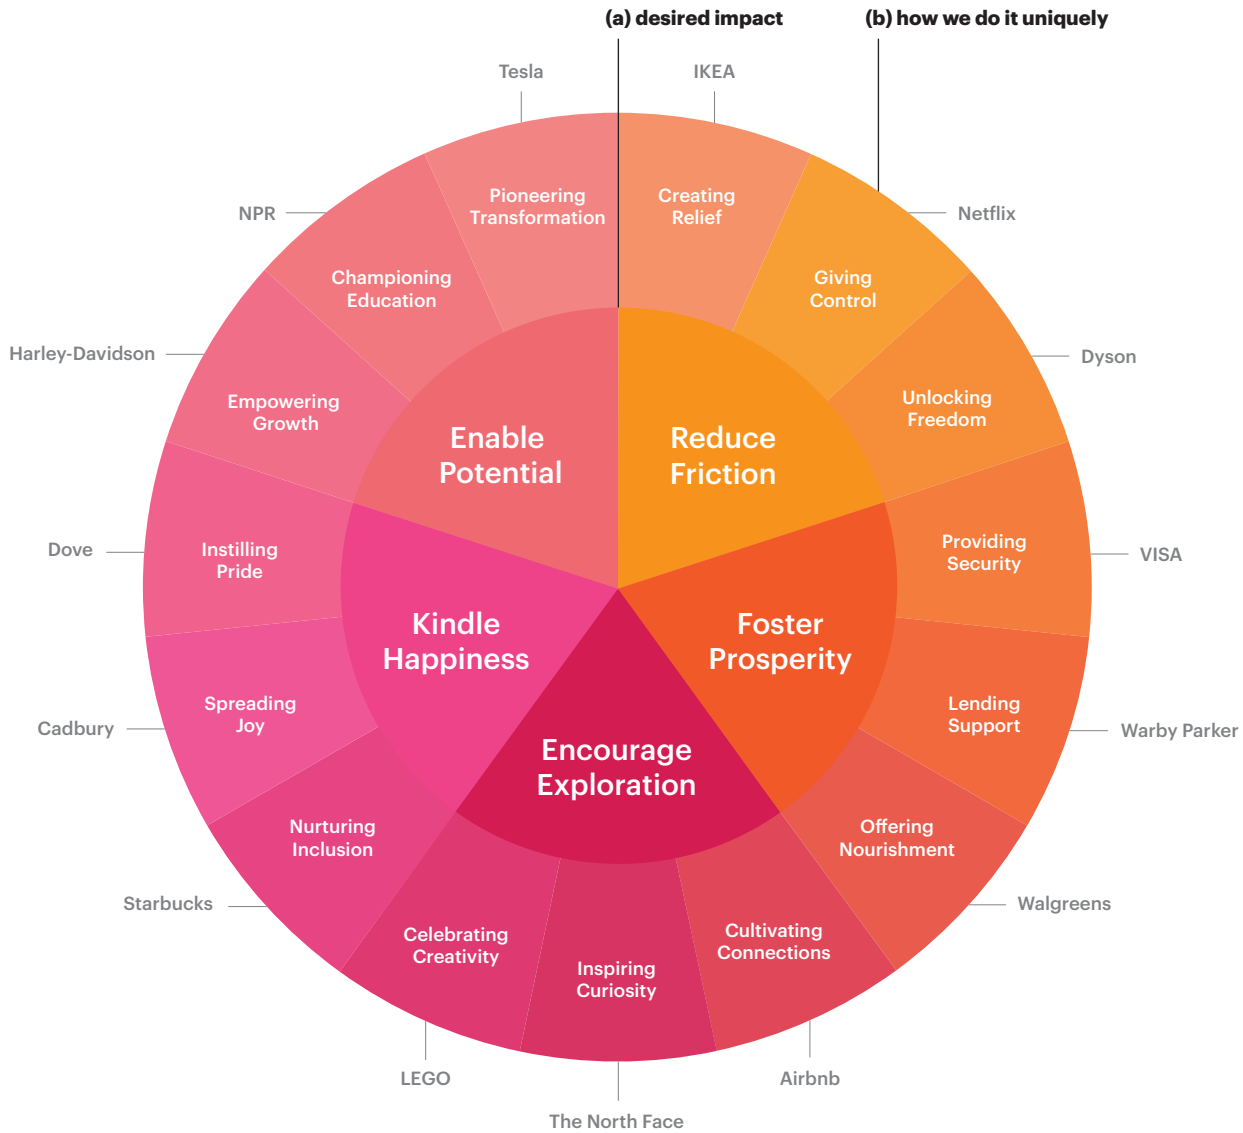 (a) desired impact
(b) how we do it uniquely
Tesla
IKEA
NPR
Netflix
Harley-Davidson
Dyson
Dove
VISA
Cadbury
Warby Parker
Starbucks
Walgreens
LEGO
Airbnb
The North Face
Pioneering
Transformation
Creating
Relief
Championing
Education
Giving
Control
Empowering
Growth
Unlocking
Freedom
Enable
Potential
Reduce
Friction
Instilling
Pride
Providing
Security
Kindle
Happiness
Foster
Prosperity
Spreading
Joy
Lending
Support
Encourage
Exploration
Nurturing
Inclusion
Offering
Nourishment
Celebrating
Creativity
Inspiring
Curiosity
Cultivating
Connections